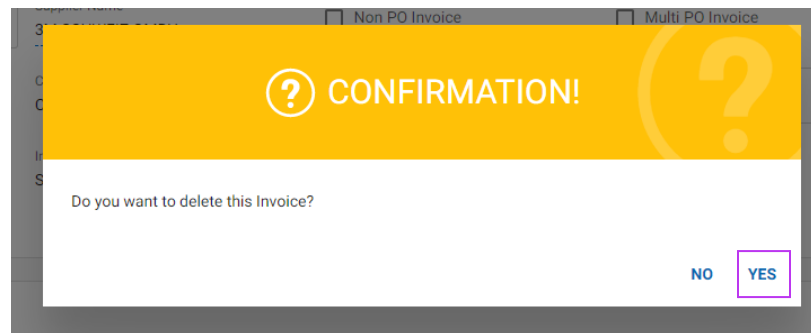 Supplier Name
Non PO Invoice
Multi PO Invoice
CONFIRMATION!
Do you want to delete this Invoice?
NO
YES